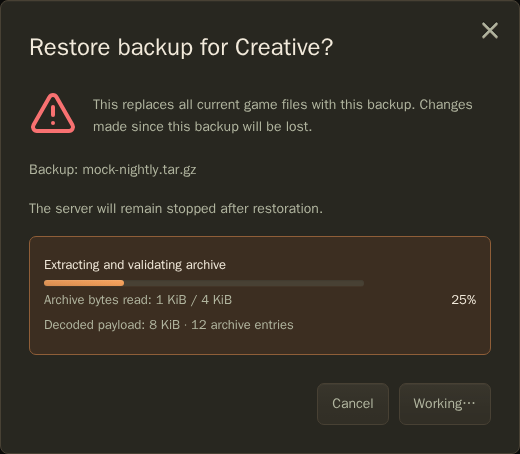 Restore backup for Creative?
This replaces all current game files with this backup. Changes
made since this backup will be lost.
Backup: mock-nightly.tar.gz
The server will remain stopped after restoration.
Extracting and validating archive
Archive bytes read: 1 KiB / 4 KiB 25%
Decoded payload: 8 KiB · 12 archive entries
Cancel Working⋯